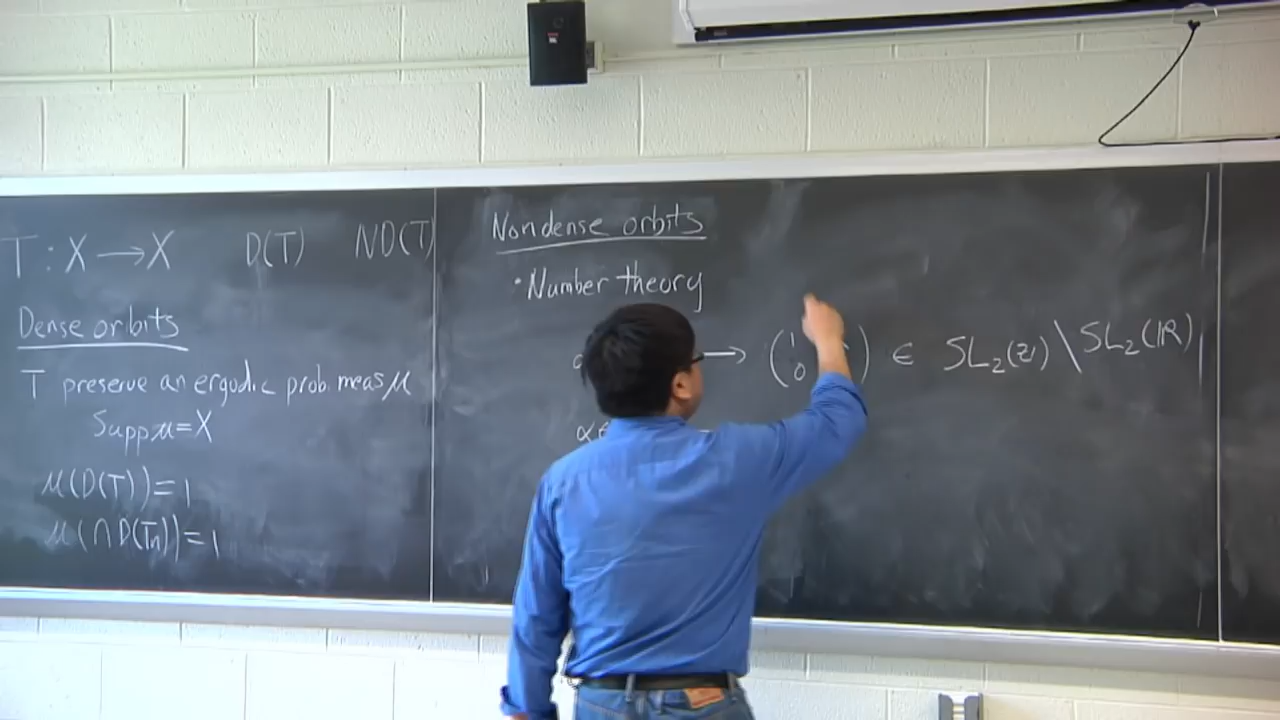 T : X → X D(T) ND(T)
Dense orbits
T preserve an ergodic prob. meas μ
Supp μ = X
μ(D(T)) = 1
μ(∩D(Tn)) = 1
Nondense orbits
· Number theory
→ (1 0 ) ∈ SL₂(ℤ) \ SL₂(ℝ)
α ∈